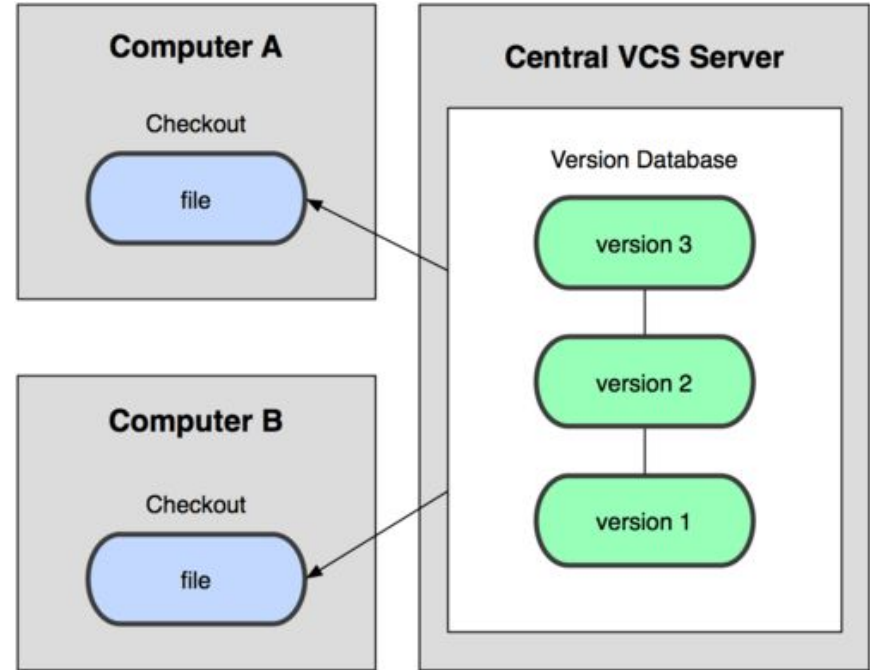 Computer A
Checkout
file
Computer B
Checkout
file
Central VCS Server
Version Database
version 3
version 2
version 1